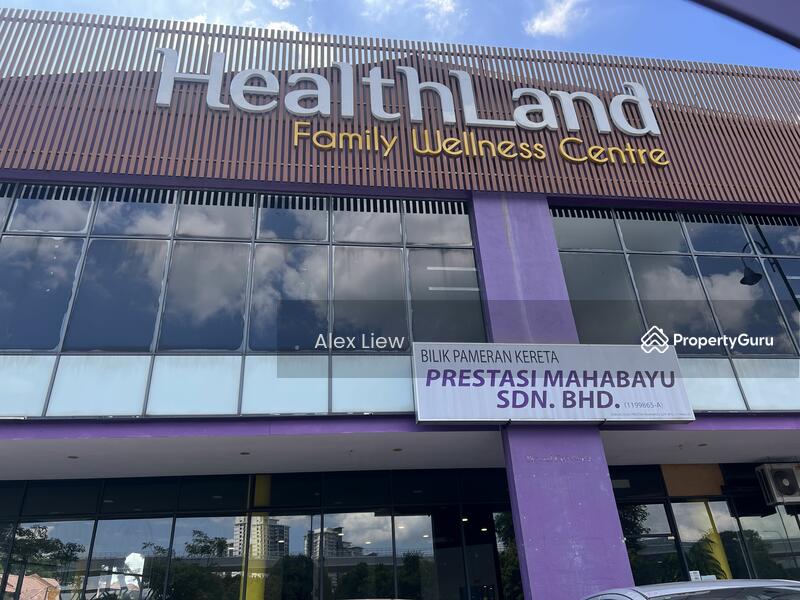 HealthLand
Family Wellness Centre
Alex Liew
PropertyGuru
BILIK PAMERAN KERETA
PRESTASI MAHABAYU
SDN. BHD. (1199865-A)